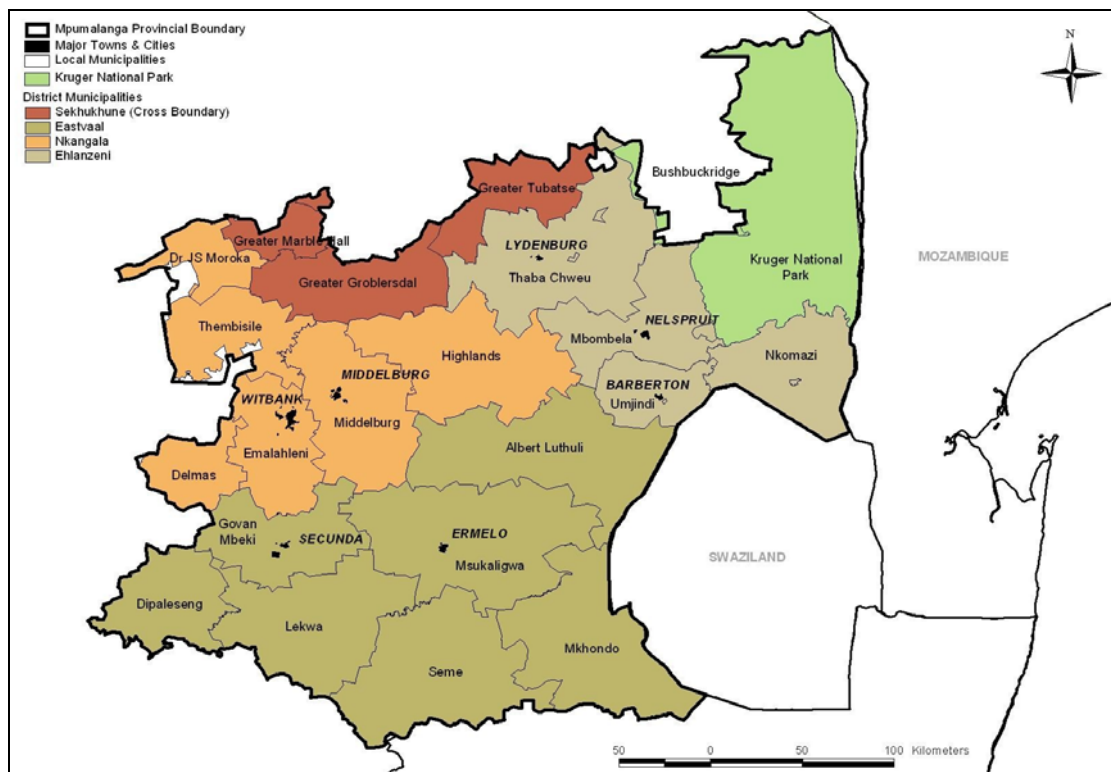 Mpumalanga Provincial Boundary
Major Towns & Cities
Local Municipalities
Kruger National Park
District Municipalities
Sekhukhune (Cross Boundary)
Eastvaal
Nkangala
Ehlanzeni
N
Bushbuckridge
Greater Tubatse
Greater Marble Hall
Dr JS Moroka
LYDENBURG
Thaba Chweu
MOZAMBIQUE
Kruger National
Park
Greater Groblersdal
Thembisile
NELSPRUIT
Mbombela
Highlands
Nkomazi
MIDDELBURG
BARBERTON
Umjindi
WITBANK
Middelburg
Emalahleni
Albert Luthuli
Delmas
Govan
Mbeki
SECUNDA
ERMELO
Msukaligwa
SWAZILAND
Dipaleseng
Lekwa
Mkhondo
Seme
50 0 50 100 Kilometers